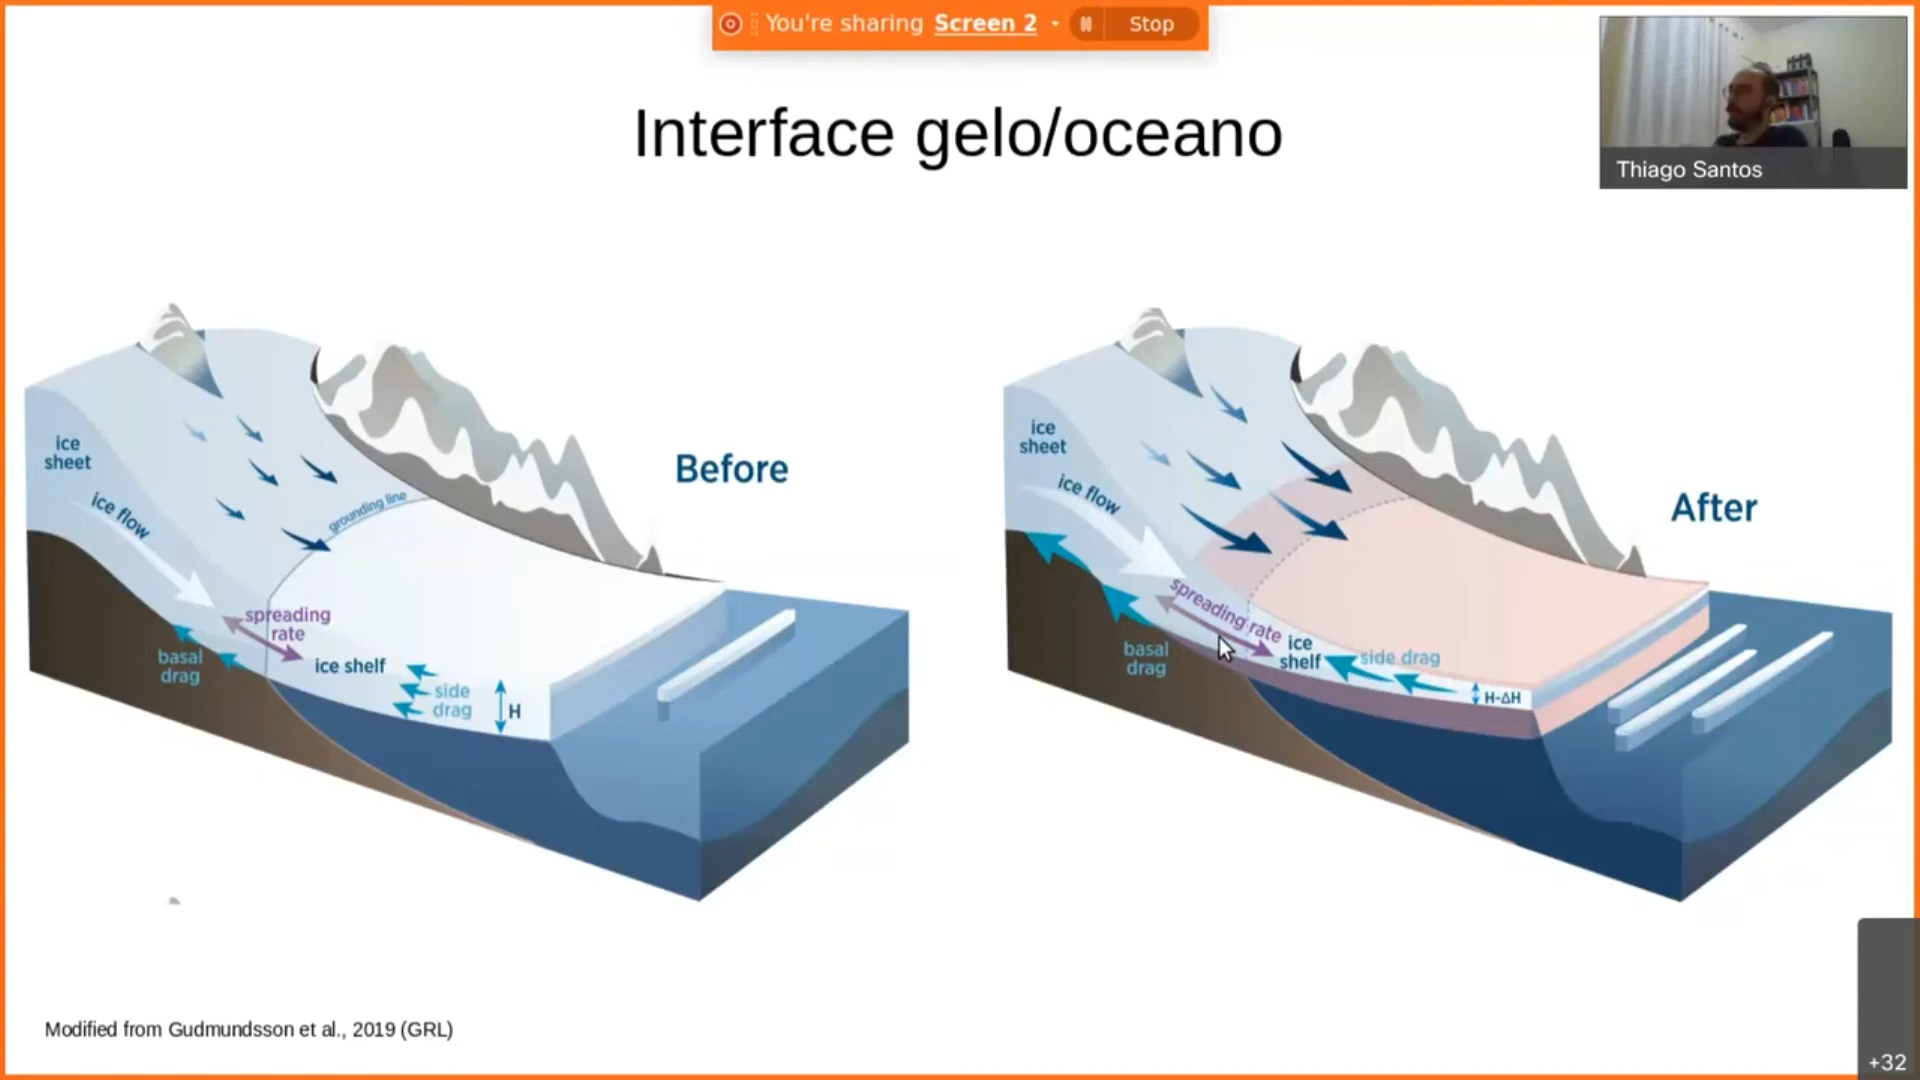 You're sharing Screen 2 Stop
Thiago Santos
Interface gelo/oceano
Before
ice
sheet
ice flow
grounding line
spreading
rate
basal
drag
ice shelf
side
drag
H
After
ice
sheet
ice flow
spreading rate
basal
drag
ice
shelf
side drag
H-ΔH
Modified from Gudmundsson et al., 2019 (GRL)
+32